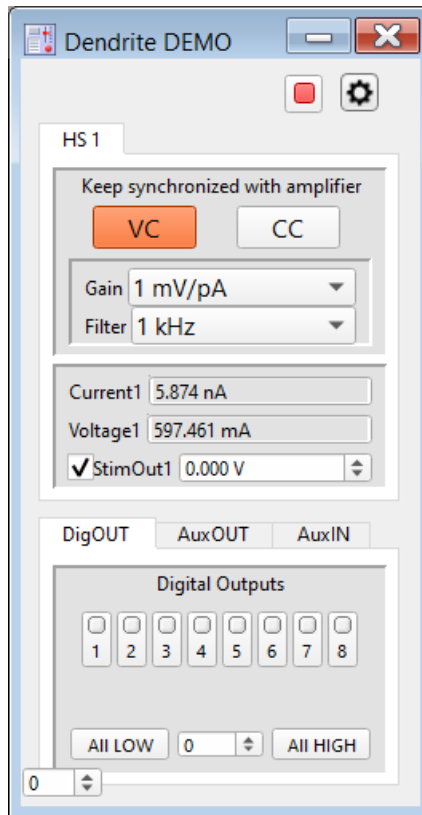 Dendrite DEMO
HS 1
Keep synchronized with amplifier
VC CC
Gain 1 mV/pA
Filter 1 kHz
Current1 5.874 nA
Voltage1 597.461 mA
StimOut1 0.000 V
DigOUT AuxOUT AuxIN
Digital Outputs
1 2 3 4 5 6 7 8
All LOW 0 All HIGH
0